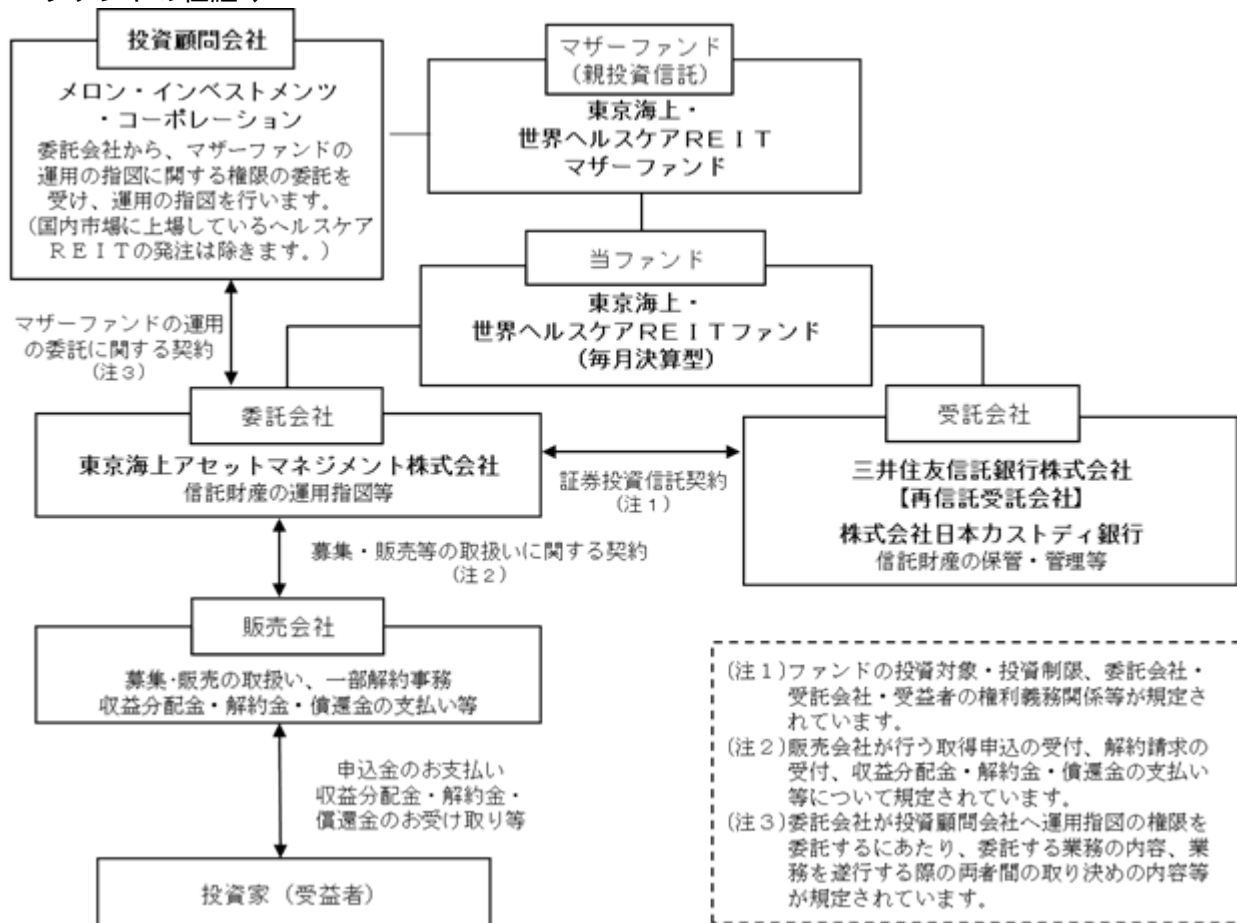 投資顧問会社
メロン・インベストメンツ
・コーポレーション
委託会社から、マザーファンドの
運用の指図に関する権限の委託を
受け、運用の指図を行います。
（国内市場に上場しているヘルスケア
ＲＥＩＴの発注は除きます。）
マザーファンド
（親投資信託）
東京海上・
世界ヘルスケアＲＥＩＴ
マザーファンド
当ファンド
東京海上・
世界ヘルスケアＲＥＩＴファンド
（毎月決算型）
マザーファンドの運用
の委託に関する契約
（注３）
委託会社
東京海上アセットマネジメント株式会社
信託財産の運用指図等
証券投資信託契約
（注１）
受託会社
三井住友信託銀行株式会社
【再信託受託会社】
株式会社日本カストディ銀行
信託財産の保管・管理等
募集・販売等の取扱いに関する契約
（注２）
販売会社
募集・販売の取扱い、一部解約事務
収益分配金・解約金・償還金の支払い等
申込金のお支払い
収益分配金・解約金・
償還金のお受け取り等
投資家（受益者）
(注１)ファンドの投資対象・投資制限、委託会社・
受託会社・受益者の権利義務関係等が規定さ
れています。
(注２)販売会社が行う取得申込の受付、解約請求の
受付、収益分配金・解約金・償還金の支払い
等について規定されています。
(注３)委託会社が投資顧問会社へ運用指図の権限を
委託するにあたり、委託する業務の内容、業
務を遂行する際の両者間の取り決めの内容等
が規定されています。